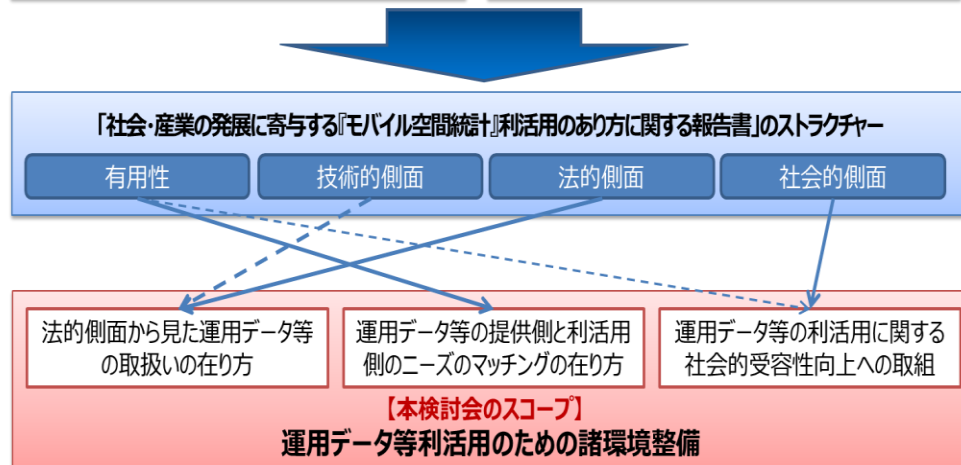 「社会・産業の発展に寄与する『モバイル空間統計』利活用のあり方に関する報告書」のストラクチャー
有用性
技術的側面
法的側面
社会的側面
法的側面から見た運用データ等
の取扱いの在り方
運用データ等の提供側と利活用
側のニーズのマッチングの在り方
運用データ等の利活用に関する
社会的受容性向上への取組
【本検討会のスコープ】
運用データ等利活用のための諸環境整備